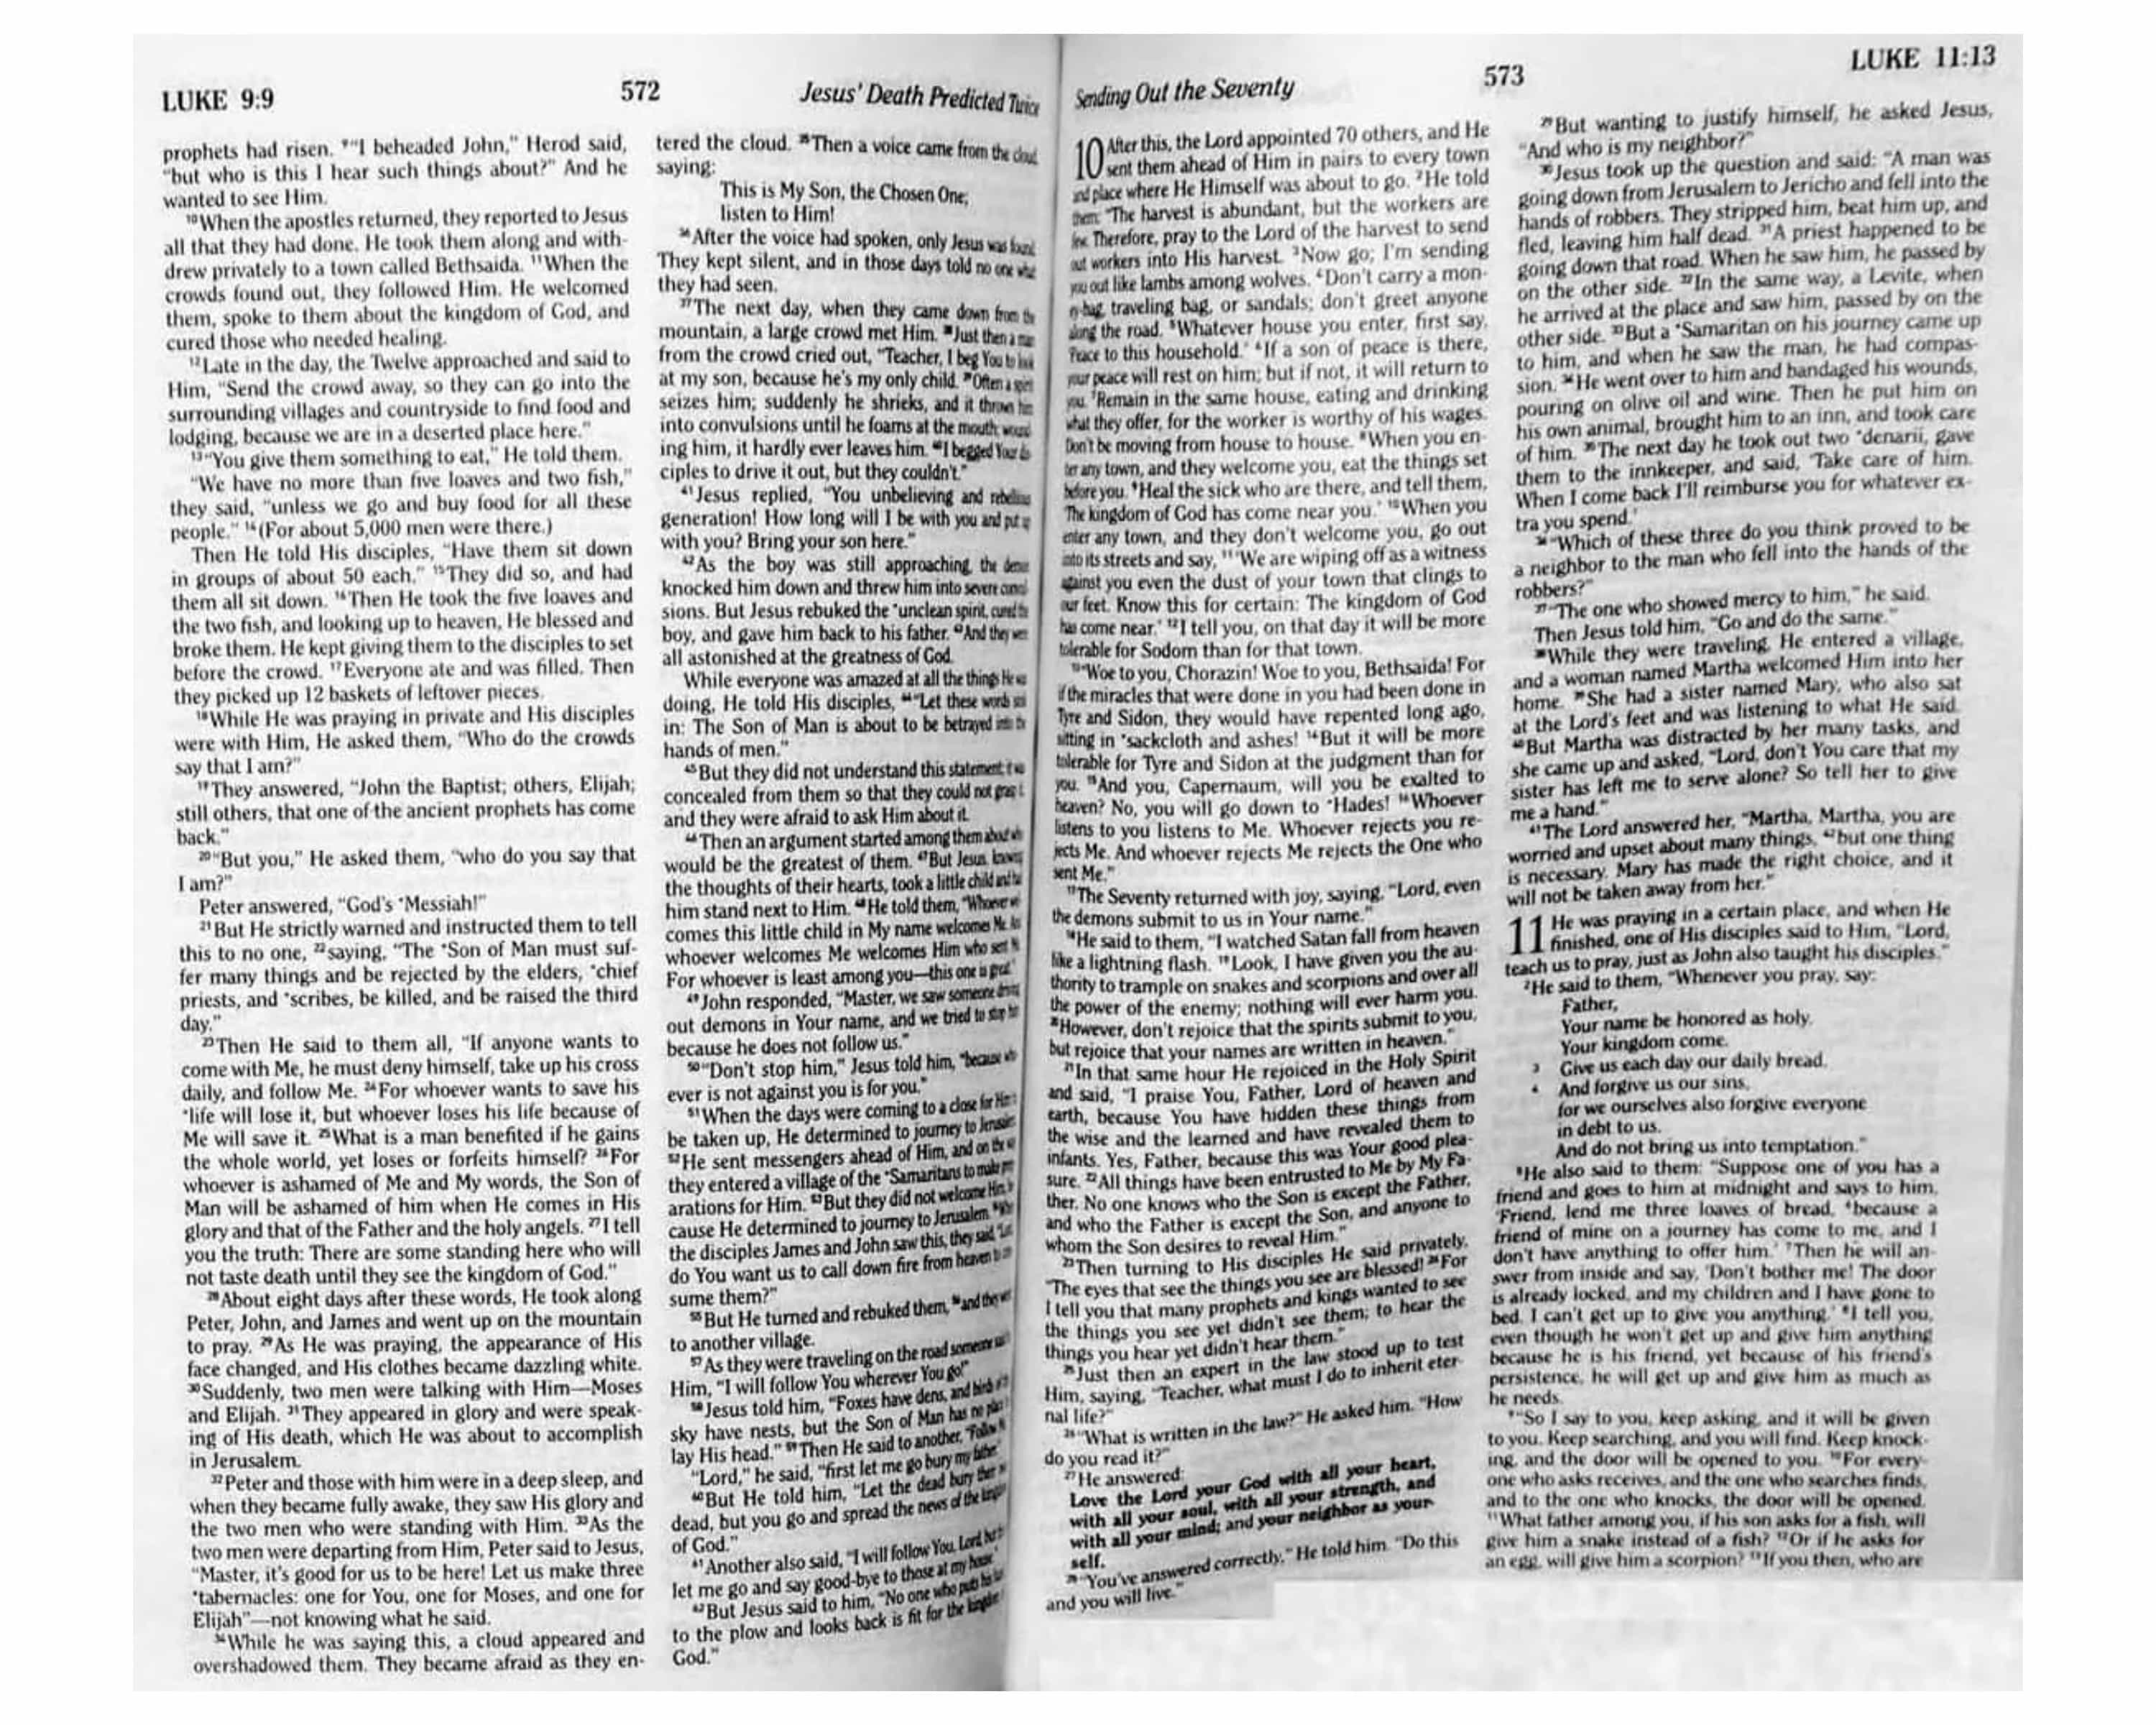 LUKE 9:9
572
Jesus' Death Predicted Twice
prophets had risen. ⁹"I beheaded John," Herod said,
"but who is this I hear such things about?" And he
wanted to see Him.
¹⁰When the apostles returned, they reported to Jesus
all that they had done. He took them along and with-
drew privately to a town called Bethsaida. ¹¹When the
crowds found out, they followed Him. He welcomed
them, spoke to them about the kingdom of God, and
cured those who needed healing.
¹²Late in the day, the Twelve approached and said to
Him, "Send the crowd away, so they can go into the
surrounding villages and countryside to find food and
lodging, because we are in a deserted place here."
¹³"You give them something to eat," He told them.
"We have no more than five loaves and two fish,"
they said, "unless we go and buy food for all these
people." ¹⁴(For about 5,000 men were there.)
Then He told His disciples, "Have them sit down
in groups of about 50 each." ¹⁵They did so, and had
them all sit down. ¹⁶Then He took the five loaves and
the two fish, and looking up to heaven, He blessed and
broke them. He kept giving them to the disciples to set
before the crowd. ¹⁷Everyone ate and was filled. Then
they picked up 12 baskets of leftover pieces.
¹⁸While He was praying in private and His disciples
were with Him, He asked them, "Who do the crowds
say that I am?"
¹⁹They answered, "John the Baptist; others, Elijah;
still others, that one of the ancient prophets has come
back."
²⁰"But you," He asked them, "who do you say that
I am?"
Peter answered, "God's *Messiah!"
²¹But He strictly warned and instructed them to tell
this to no one, ²²saying, "The *Son of Man must suf-
fer many things and be rejected by the elders, *chief
priests, and *scribes, be killed, and be raised the third
day."
²³Then He said to them all, "If anyone wants to
come with Me, he must deny himself, take up his cross
daily, and follow Me. ²⁴For whoever wants to save his
*life will lose it, but whoever loses his life because of
Me will save it. ²⁵What is a man benefited if he gains
the whole world, yet loses or forfeits himself? ²⁶For
whoever is ashamed of Me and My words, the Son of
Man will be ashamed of him when He comes in His
glory and that of the Father and the holy angels. ²⁷I tell
you the truth: There are some standing here who will
not taste death until they see the kingdom of God."
²⁸About eight days after these words, He took along
Peter, John, and James and went up on the mountain
to pray. ²⁹As He was praying, the appearance of His
face changed, and His clothes became dazzling white.
³⁰Suddenly, two men were talking with Him—Moses
and Elijah. ³¹They appeared in glory and were speak-
ing of His death, which He was about to accomplish
in Jerusalem.
³²Peter and those with him were in a deep sleep, and
when they became fully awake, they saw His glory and
the two men who were standing with Him. ³³As the
two men were departing from Him, Peter said to Jesus,
"Master, it's good for us to be here! Let us make three
*tabernacles: one for You, one for Moses, and one for
Elijah"—not knowing what he said.
³⁴While he was saying this, a cloud appeared and
overshadowed them. They became afraid as they en-
tered the cloud. ³⁵Then a voice came from the cloud,
saying:
This is My Son, the Chosen One;
listen to Him!
³⁶After the voice had spoken, only Jesus was found.
They kept silent, and in those days told no one what
they had seen.
³⁷The next day, when they came down from the
mountain, a large crowd met Him. ³⁸Just then a man
from the crowd cried out, "Teacher, I beg You to look
at my son, because he's my only child. ³⁹Often a spirit
seizes him; suddenly he shrieks, and it throws him
into convulsions until he foams at the mouth; wound-
ing him, it hardly ever leaves him. ⁴⁰I begged Your dis-
ciples to drive it out, but they couldn't."
⁴¹Jesus replied, "You unbelieving and rebellious
generation! How long will I be with you and put up
with you? Bring your son here."
⁴²As the boy was still approaching, the demon
knocked him down and threw him into severe convul-
sions. But Jesus rebuked the *unclean spirit, cured the
boy, and gave him back to his father. ⁴³And they were
all astonished at the greatness of God.
While everyone was amazed at all the things He was
doing, He told His disciples, ⁴⁴"Let these words sink
in: The Son of Man is about to be betrayed into the
hands of men."
⁴⁵But they did not understand this statement; it was
concealed from them so that they could not grasp it,
and they were afraid to ask Him about it.
⁴⁶Then an argument started among them about who
would be the greatest of them. ⁴⁷But Jesus, knowing
the thoughts of their hearts, took a little child and had
him stand next to Him. ⁴⁸He told them, "Whoever wel-
comes this little child in My name welcomes Me. And
whoever welcomes Me welcomes Him who sent Me.
For whoever is least among you—this one is great."
⁴⁹John responded, "Master, we saw someone driving
out demons in Your name, and we tried to stop him
because he does not follow us."
⁵⁰"Don't stop him," Jesus told him, "because who-
ever is not against you is for you."
⁵¹When the days were coming to a close for Him to
be taken up, He determined to journey to Jerusalem.
⁵²He sent messengers ahead of Him, and on the way
they entered a village of the *Samaritans to make prep-
arations for Him. ⁵³But they did not welcome Him, be-
cause He determined to journey to Jerusalem. ⁵⁴When
the disciples James and John saw this, they said, "Lord,
do You want us to call down fire from heaven to con-
sume them?"
⁵⁵But He turned and rebuked them, ⁵⁶and they went
to another village.
⁵⁷As they were traveling on the road someone said to
Him, "I will follow You wherever You go!"
⁵⁸Jesus told him, "Foxes have dens, and birds of the
sky have nests, but the Son of Man has no place to
lay His head." ⁵⁹Then He said to another, "Follow Me."
"Lord," he said, "first let me go bury my father."
⁶⁰But He told him, "Let the dead bury their own
dead, but you go and spread the news of the kingdom
of God."
⁶¹Another also said, "I will follow You, Lord, but first
let me go and say good-bye to those at my house."
⁶²But Jesus said to him, "No one who puts his hand
to the plow and looks back is fit for the kingdom of
God."
Sending Out the Seventy
573
LUKE 11:13
10 After this, the Lord appointed 70 others, and He
sent them ahead of Him in pairs to every town
and place where He Himself was about to go. ²He told
them: "The harvest is abundant, but the workers are
few. Therefore, pray to the Lord of the harvest to send
out workers into His harvest. ³Now go; I'm sending
you out like lambs among wolves. ⁴Don't carry a mon-
ey-bag, traveling bag, or sandals; don't greet anyone
along the road. ⁵Whatever house you enter, first say,
'Peace to this household.' ⁶If a son of peace is there,
your peace will rest on him; but if not, it will return to
you. ⁷Remain in the same house, eating and drinking
what they offer, for the worker is worthy of his wages.
Don't be moving from house to house. ⁸When you en-
ter any town, and they welcome you, eat the things set
before you. ⁹Heal the sick who are there, and tell them,
'The kingdom of God has come near you.' ¹⁰When you
enter any town, and they don't welcome you, go out
into its streets and say, ¹¹'We are wiping off as a witness
against you even the dust of your town that clings to
our feet. Know this for certain: The kingdom of God
has come near.' ¹²I tell you, on that day it will be more
tolerable for Sodom than for that town.
¹³"Woe to you, Chorazin! Woe to you, Bethsaida! For
if the miracles that were done in you had been done in
Tyre and Sidon, they would have repented long ago,
sitting in *sackcloth and ashes! ¹⁴But it will be more
tolerable for Tyre and Sidon at the judgment than for
you. ¹⁵And you, Capernaum, will you be exalted to
heaven? No, you will go down to *Hades! ¹⁶Whoever
listens to you listens to Me. Whoever rejects you re-
jects Me. And whoever rejects Me rejects the One who
sent Me."
¹⁷The Seventy returned with joy, saying, "Lord, even
the demons submit to us in Your name."
¹⁸He said to them, "I watched Satan fall from heaven
like a lightning flash. ¹⁹Look, I have given you the au-
thority to trample on snakes and scorpions and over all
the power of the enemy; nothing will ever harm you.
²⁰However, don't rejoice that the spirits submit to you,
but rejoice that your names are written in heaven."
²¹In that same hour He rejoiced in the Holy Spirit
and said, "I praise You, Father, Lord of heaven and
earth, because You have hidden these things from
the wise and the learned and have revealed them to
infants. Yes, Father, because this was Your good plea-
sure. ²²All things have been entrusted to Me by My Fa-
ther. No one knows who the Son is except the Father,
and who the Father is except the Son, and anyone to
whom the Son desires to reveal Him."
²³Then turning to His disciples He said privately,
"The eyes that see the things you see are blessed! ²⁴For
I tell you that many prophets and kings wanted to see
the things you see yet didn't see them; to hear the
things you hear yet didn't hear them."
²⁵Just then an expert in the law stood up to test
Him, saying, "Teacher, what must I do to inherit eter-
nal life?"
²⁶"What is written in the law?" He asked him. "How
do you read it?"
²⁷He answered:
Love the Lord your God with all your heart,
with all your soul, with all your strength, and
with all your mind; and your neighbor as your-
self.
²⁸"You've answered correctly," He told him. "Do this
and you will live."
²⁹But wanting to justify himself, he asked Jesus,
"And who is my neighbor?"
³⁰Jesus took up the question and said: "A man was
going down from Jerusalem to Jericho and fell into the
hands of robbers. They stripped him, beat him up, and
fled, leaving him half dead. ³¹A priest happened to be
going down that road. When he saw him, he passed by
on the other side. ³²In the same way, a Levite, when
he arrived at the place and saw him, passed by on the
other side. ³³But a *Samaritan on his journey came up
to him, and when he saw the man, he had compas-
sion. ³⁴He went over to him and bandaged his wounds,
pouring on olive oil and wine. Then he put him on
his own animal, brought him to an inn, and took care
of him. ³⁵The next day he took out two *denarii, gave
them to the innkeeper, and said, 'Take care of him.
When I come back I'll reimburse you for whatever ex-
tra you spend.'
³⁶"Which of these three do you think proved to be
a neighbor to the man who fell into the hands of the
robbers?"
³⁷"The one who showed mercy to him," he said.
Then Jesus told him, "Go and do the same."
³⁸While they were traveling, He entered a village,
and a woman named Martha welcomed Him into her
home. ³⁹She had a sister named Mary, who also sat
at the Lord's feet and was listening to what He said.
⁴⁰But Martha was distracted by her many tasks, and
she came up and asked, "Lord, don't You care that my
sister has left me to serve alone? So tell her to give
me a hand."
⁴¹The Lord answered her, "Martha, Martha, you are
worried and upset about many things, ⁴²but one thing
is necessary. Mary has made the right choice, and it
will not be taken away from her."
11 He was praying in a certain place, and when He
finished, one of His disciples said to Him, "Lord,
teach us to pray, just as John also taught his disciples."
²He said to them, "Whenever you pray, say:
Father,
Your name be honored as holy.
Your kingdom come.
³ Give us each day our daily bread.
⁴ And forgive us our sins,
for we ourselves also forgive everyone
in debt to us.
And do not bring us into temptation."
⁵He also said to them: "Suppose one of you has a
friend and goes to him at midnight and says to him,
'Friend, lend me three loaves of bread, ⁶because a
friend of mine on a journey has come to me, and I
don't have anything to offer him.' ⁷Then he will an-
swer from inside and say, 'Don't bother me! The door
is already locked, and my children and I have gone to
bed. I can't get up to give you anything.' ⁸I tell you,
even though he won't get up and give him anything
because he is his friend, yet because of his friend's
persistence, he will get up and give him as much as
he needs.
⁹"So I say to you, keep asking, and it will be given
to you. Keep searching, and you will find. Keep knock-
ing, and the door will be opened to you. ¹⁰For every-
one who asks receives, and the one who searches finds,
and to the one who knocks, the door will be opened.
¹¹What father among you, if his son asks for a fish, will
give him a snake instead of a fish? ¹²Or if he asks for
an egg, will give him a scorpion? ¹³If you then, who are